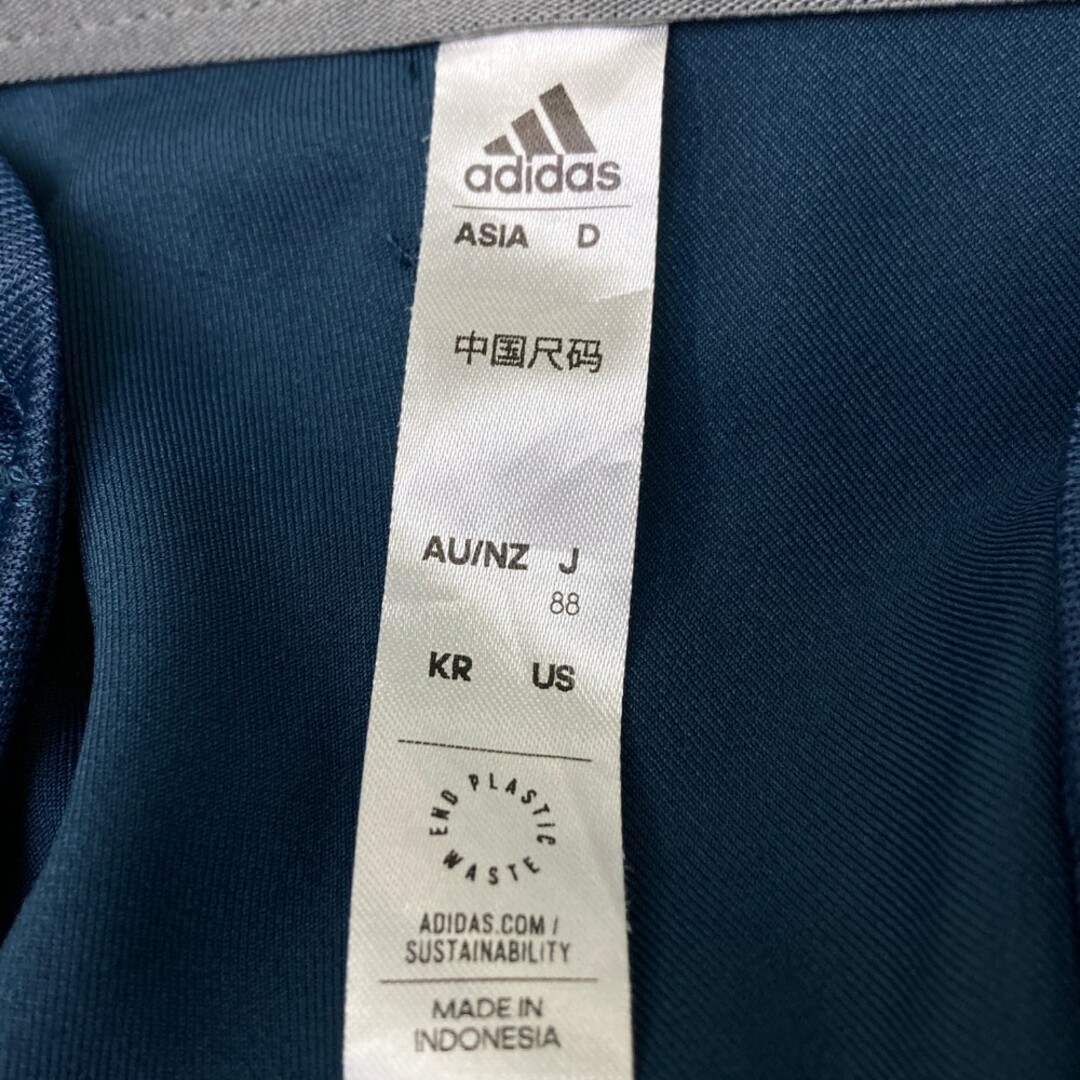 adidas
ASIA D
中国尺码
AU/NZ J
88
KR US
END PLASTIC WASTE
ADIDAS.COM/
SUSTAINABILITY
MADE IN
INDONESIA